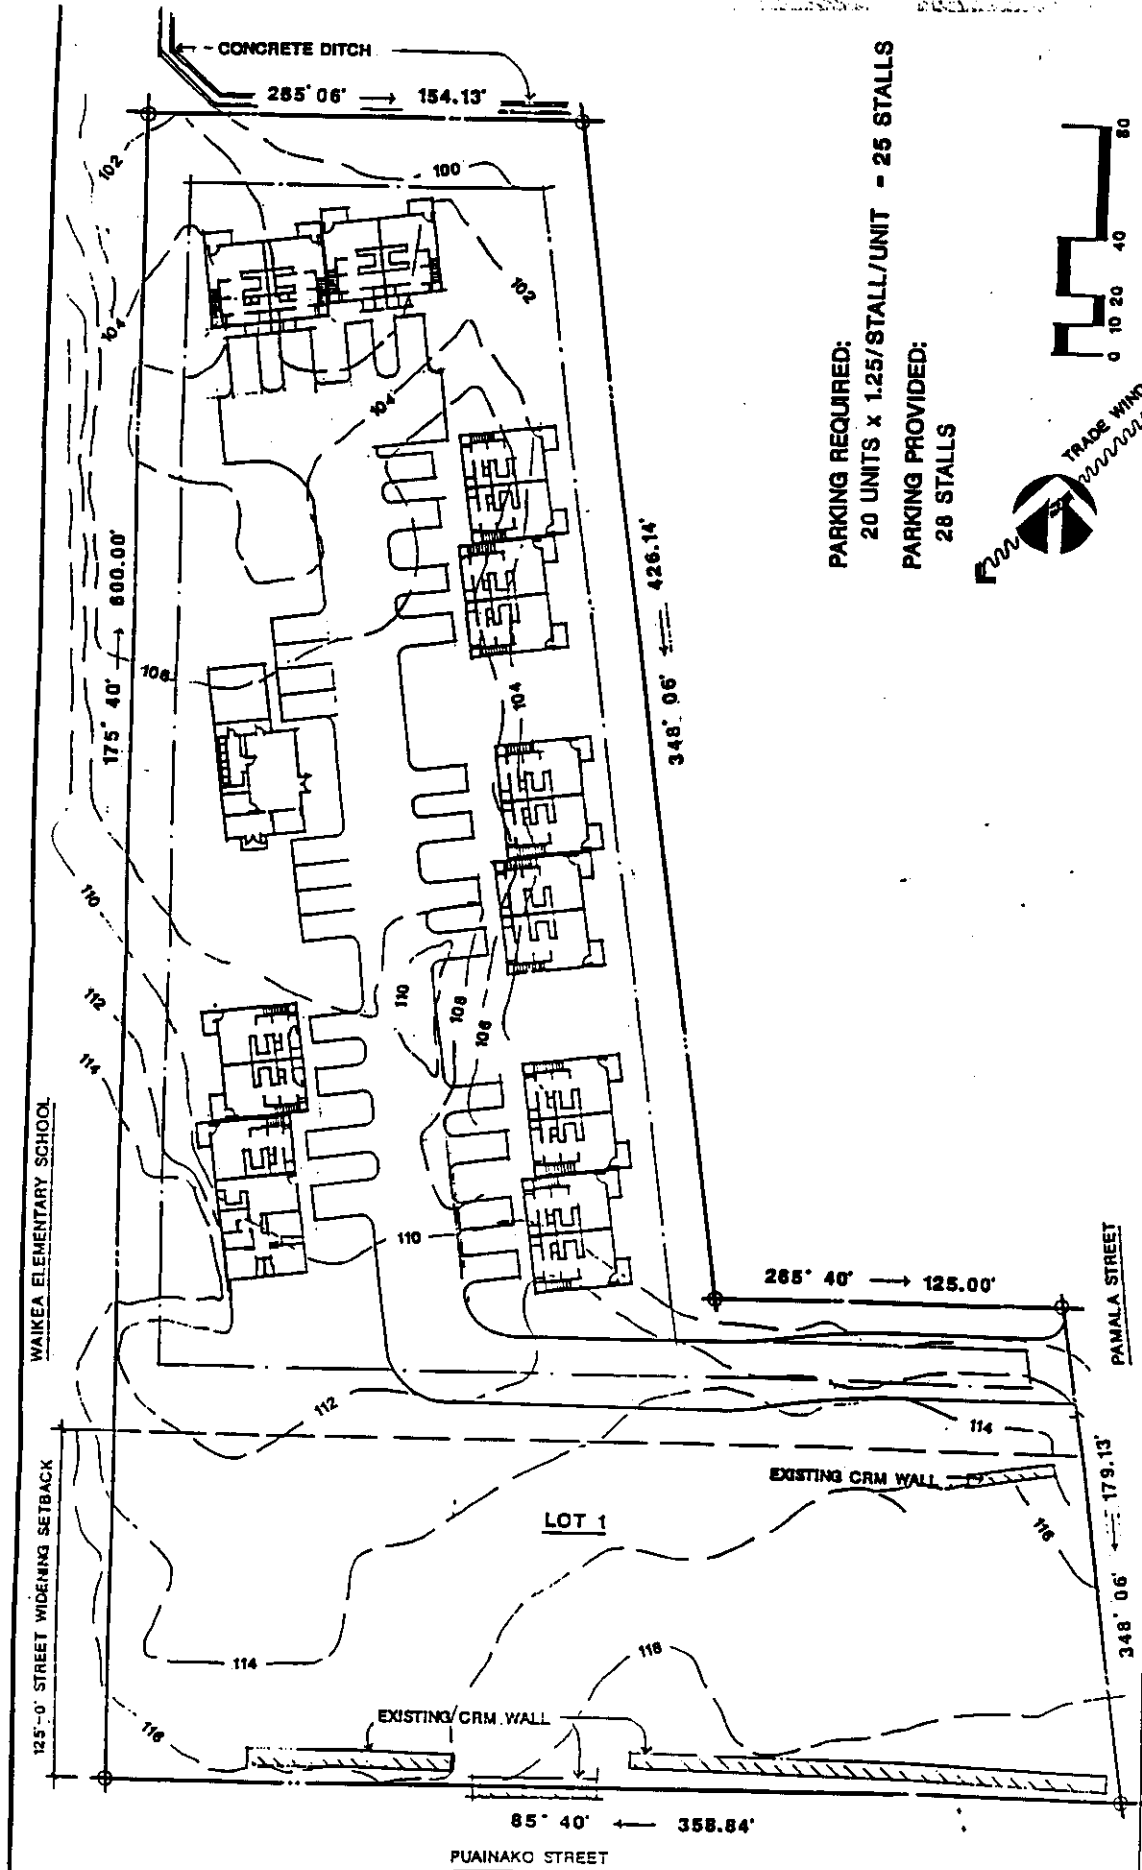 CONCRETE DITCH
265° 06' → 154.13'
102
100
104
102
104
PARKING REQUIRED:
20 UNITS x 1.25/STALL/UNIT = 25 STALLS
PARKING PROVIDED:
28 STALLS
0 10 20 40 80
TRADE WIND
175° 40' → 600.00'
348° 06' ← 426.14'
106
104
110
112
114
110
108
106
110
WAIKEA ELEMENTARY SCHOOL
265° 40' → 125.00'
PAMALA STREET
112
114
125'-0" STREET WIDENING SETBACK
EXISTING CRM WALL
116
348° 06' ← 179.13'
LOT 1
114
118
116
EXISTING CRM WALL
85° 40' ← 358.84'
PUAINAKO STREET